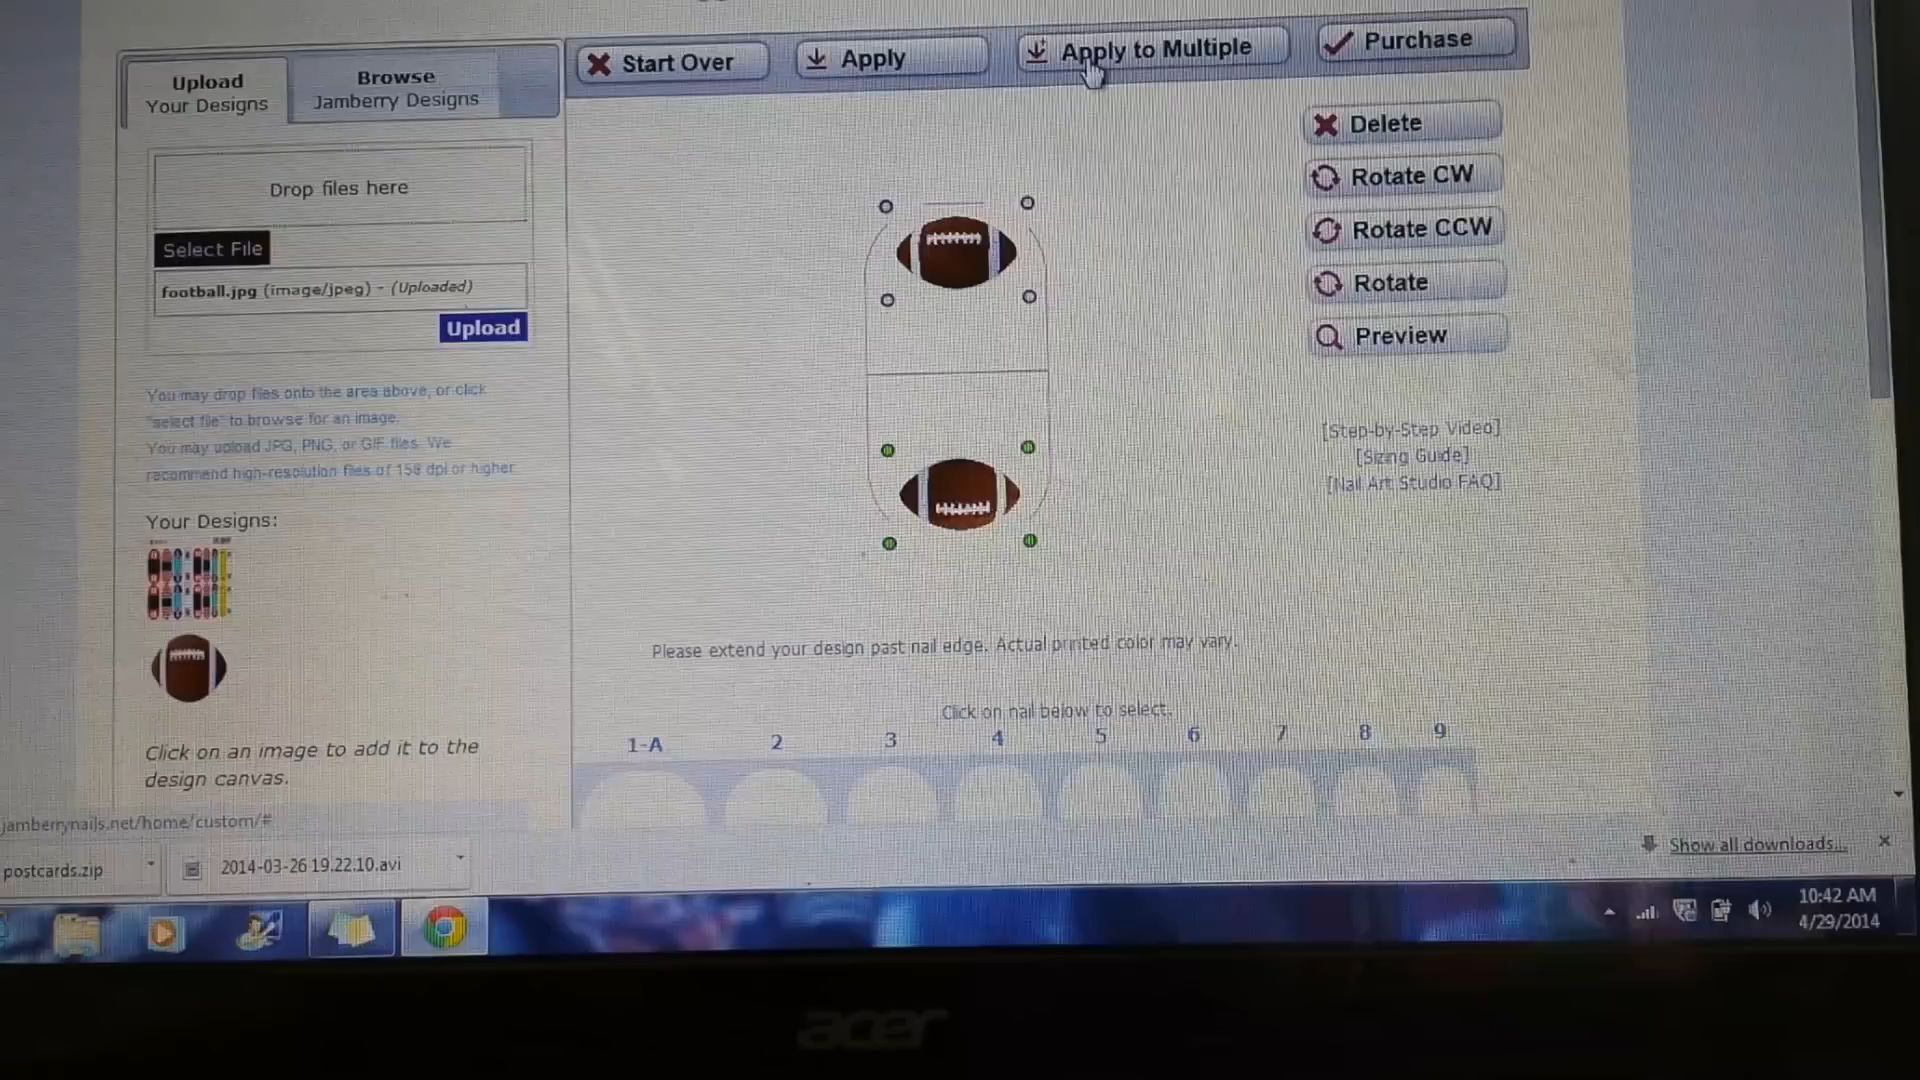 Upload
Your Designs
Browse
Jamberry Designs
Start Over
Apply
Apply to Multiple
Purchase
Drop files here
Select File
football.jpg (image/jpeg) - (Uploaded)
Upload
You may drop files onto the area above, or click
"select file" to browse for an image.
You may upload JPG, PNG, or GIF files. We
recommend high-resolution files of 158 dpi or higher
Your Designs:
Click on an image to add it to the
design canvas.
Delete
Rotate CW
Rotate CCW
Rotate
Preview
[Step-by-Step Video]
[Sizing Guide]
[Nail Art Studio FAQ]
Please extend your design past nail edge. Actual printed color may vary.
Click on nail below to select.
1-A 2 3 4 5 6 7 8 9
jamberrynails.net/home/custom/#
postcards.zip
2014-03-26 19.22.10.avi
Show all downloads...
10:42 AM
4/29/2014
acer